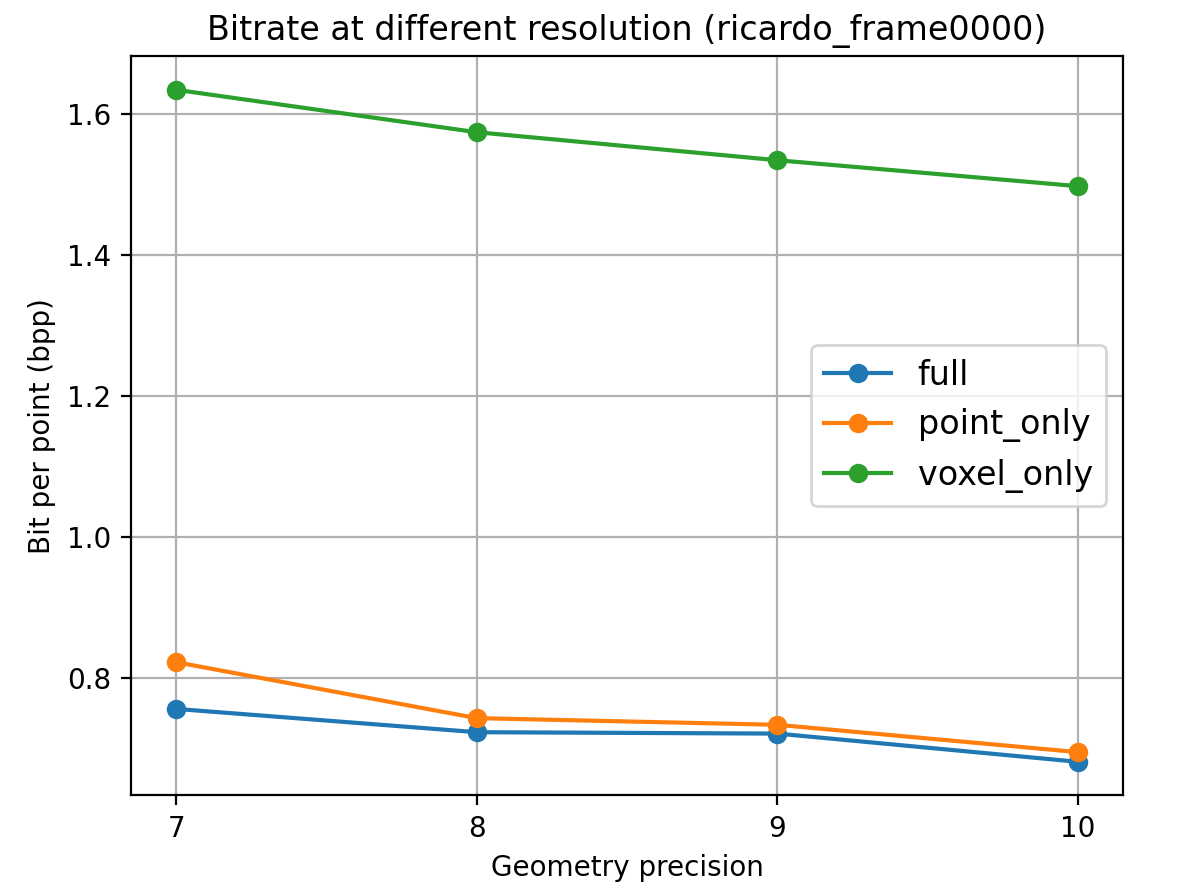 Bitrate at different resolution (ricardo_frame0000)
Bit per point (bpp)
1.6
1.4
1.2
1.0
0.8
full
point_only
voxel_only
7
8
9
10
Geometry precision